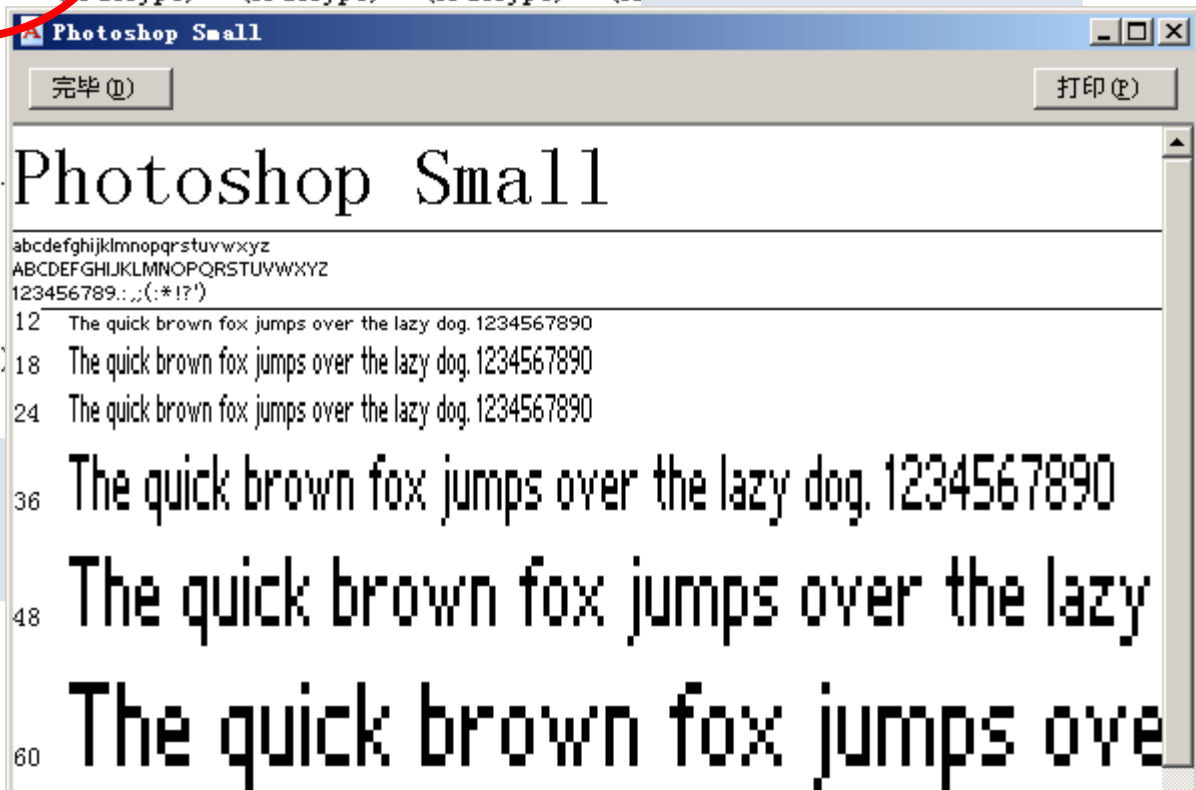 Photoshop Small
完毕(D) 打印(P)
Photoshop Small
abcdefghijklmnopqrstuvwxyz
ABCDEFGHIJKLMNOPQRSTUVWXYZ
123456789.:,;(:*!?')
12 The quick brown fox jumps over the lazy dog. 1234567890
18 The quick brown fox jumps over the lazy dog. 1234567890
24 The quick brown fox jumps over the lazy dog. 1234567890
36 The quick brown fox jumps over the lazy dog. 1234567890
48 The quick brown fox jumps over the lazy
60 The quick brown fox jumps ove